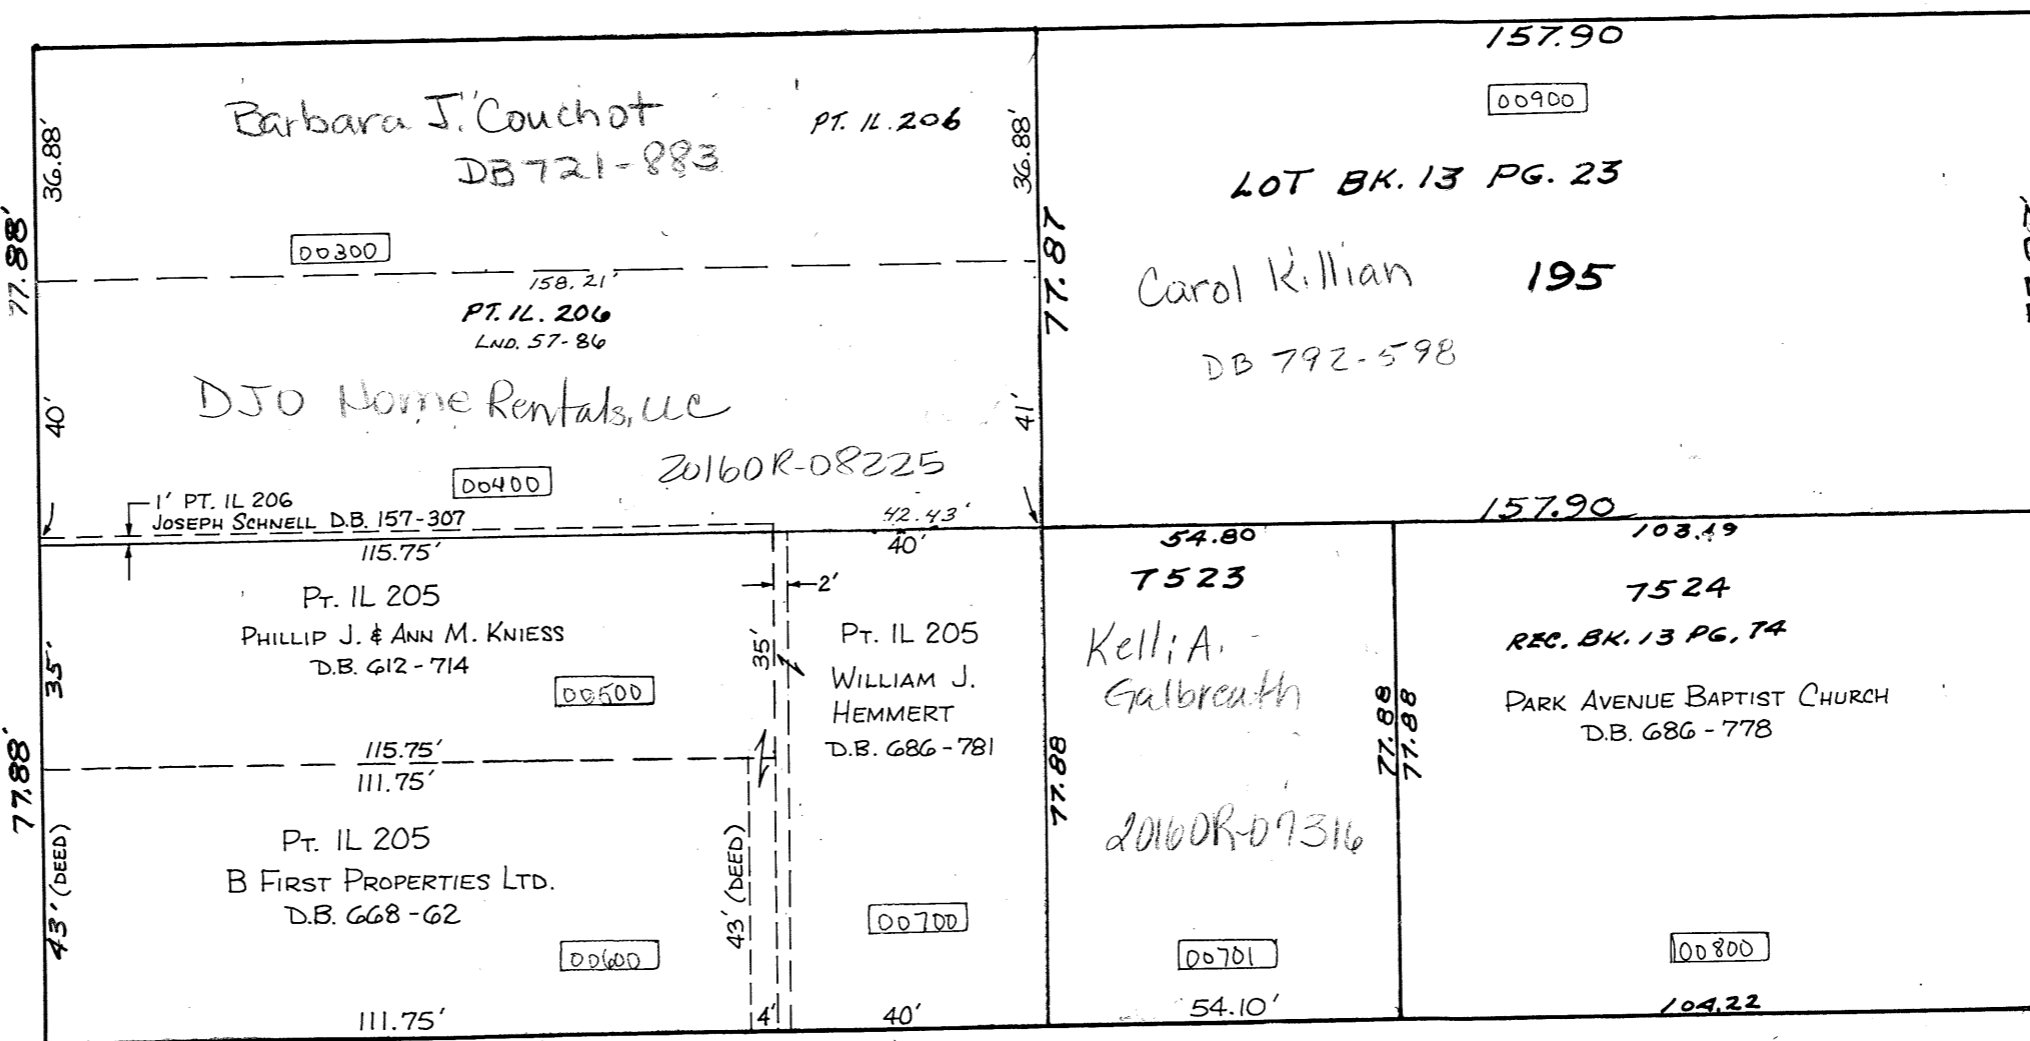 157.90
Barbara J. Couchot
DB 721-883
PT. IL. 206
36.88'
36.88'
00900
LOT BK. 13 PG. 23
77.88'
77.87
00300
158.21'
PT. IL. 206
LND. 57-86
Carol Killian
195
DB 792-598
DJO Home Rentals, LLC
40'
41'
20160R-08225
00400
1' PT. IL 206
JOSEPH SCHNELL D.B. 157-307
42.43'
157.90
115.75'
40'
54.80
103.19
2'
7523
7524
PT. IL 205
PHILLIP J. & ANN M. KNIESS
D.B. 612-714
35'
35'
00500
PT. IL 205
WILLIAM J.
HEMMERT
D.B. 686-781
Kelli A.
Galbreath
REC. BK. 13 PG. 74
PARK AVENUE BAPTIST CHURCH
D.B. 686-778
77.88'
77.88
77.88
77.88
115.75'
111.75'
PT. IL 205
B FIRST PROPERTIES LTD.
D.B. 668-62
43' (DEED)
43' (DEED)
20160R-07316
00600
00700
00701
00800
111.75'
4'
40'
54.10'
104.22